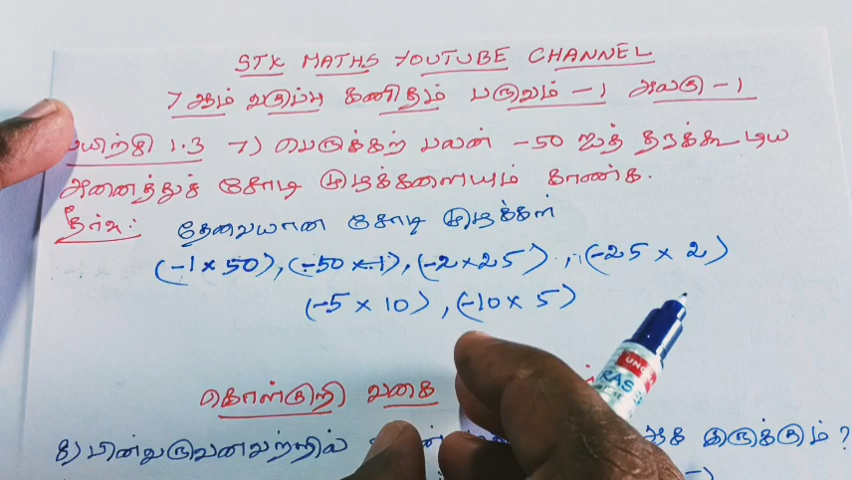 STK MATHS YOUTUBE CHANNEL
7 ஆம் வகுப்பு கணிதம் பருவம் -1 அலகு -1
பயிற்சி 1.3 7) பெருக்கற் பலன் -50 ஐத் தரக்கூடிய
அனைத்துச் சோடி முழுக்களையும் காண்க.
தீர்வு: தேவையான சோடி முழுக்கள்
(-1 x 50), (-50 x 1), (-2 x 25), (-25 x 2)
(-5 x 10), (-10 x 5)
கொள்குறி வகை
8) பின்வருவனவற்றில் ஆக இருக்கும்?